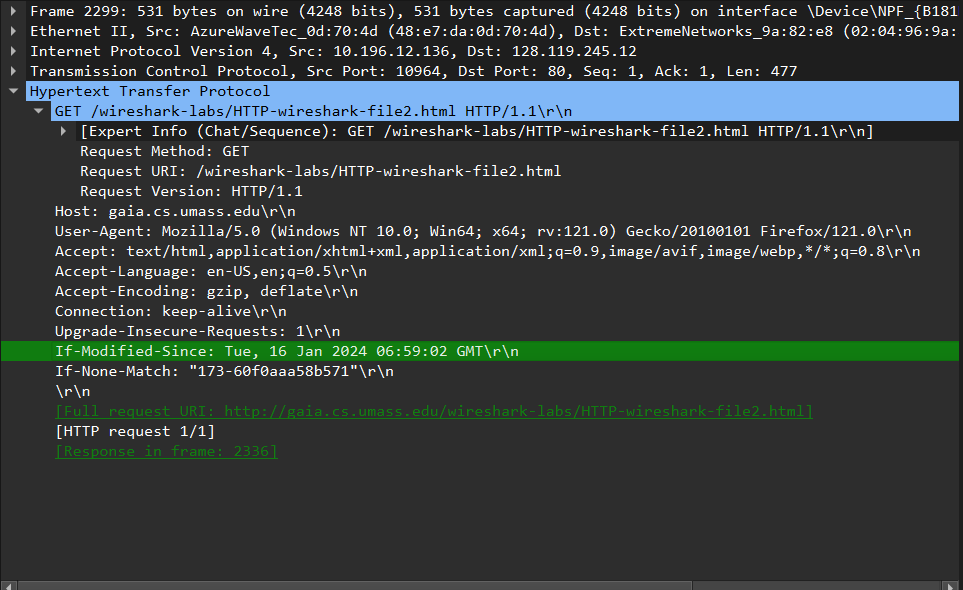 Frame 2299: 531 bytes on wire (4248 bits), 531 bytes captured (4248 bits) on interface \Device\NPF_{B181
Ethernet II, Src: AzureWaveTec_0d:70:4d (48:e7:da:0d:70:4d), Dst: ExtremeNetworks_9a:82:e8 (02:04:96:9a:
Internet Protocol Version 4, Src: 10.196.12.136, Dst: 128.119.245.12
Transmission Control Protocol, Src Port: 10964, Dst Port: 80, Seq: 1, Ack: 1, Len: 477
Hypertext Transfer Protocol
GET /wireshark-labs/HTTP-wireshark-file2.html HTTP/1.1\r\n
[Expert Info (Chat/Sequence): GET /wireshark-labs/HTTP-wireshark-file2.html HTTP/1.1\r\n]
Request Method: GET
Request URI: /wireshark-labs/HTTP-wireshark-file2.html
Request Version: HTTP/1.1
Host: gaia.cs.umass.edu\r\n
User-Agent: Mozilla/5.0 (Windows NT 10.0; Win64; x64; rv:121.0) Gecko/20100101 Firefox/121.0\r\n
Accept: text/html,application/xhtml+xml,application/xml;q=0.9,image/avif,image/webp,*/*;q=0.8\r\n
Accept-Language: en-US,en;q=0.5\r\n
Accept-Encoding: gzip, deflate\r\n
Connection: keep-alive\r\n
Upgrade-Insecure-Requests: 1\r\n
If-Modified-Since: Tue, 16 Jan 2024 06:59:02 GMT\r\n
If-None-Match: "173-60f0aaa58b571"\r\n
\r\n
[Full request URI: http://gaia.cs.umass.edu/wireshark-labs/HTTP-wireshark-file2.html]
[HTTP request 1/1]
[Response in frame: 2336]